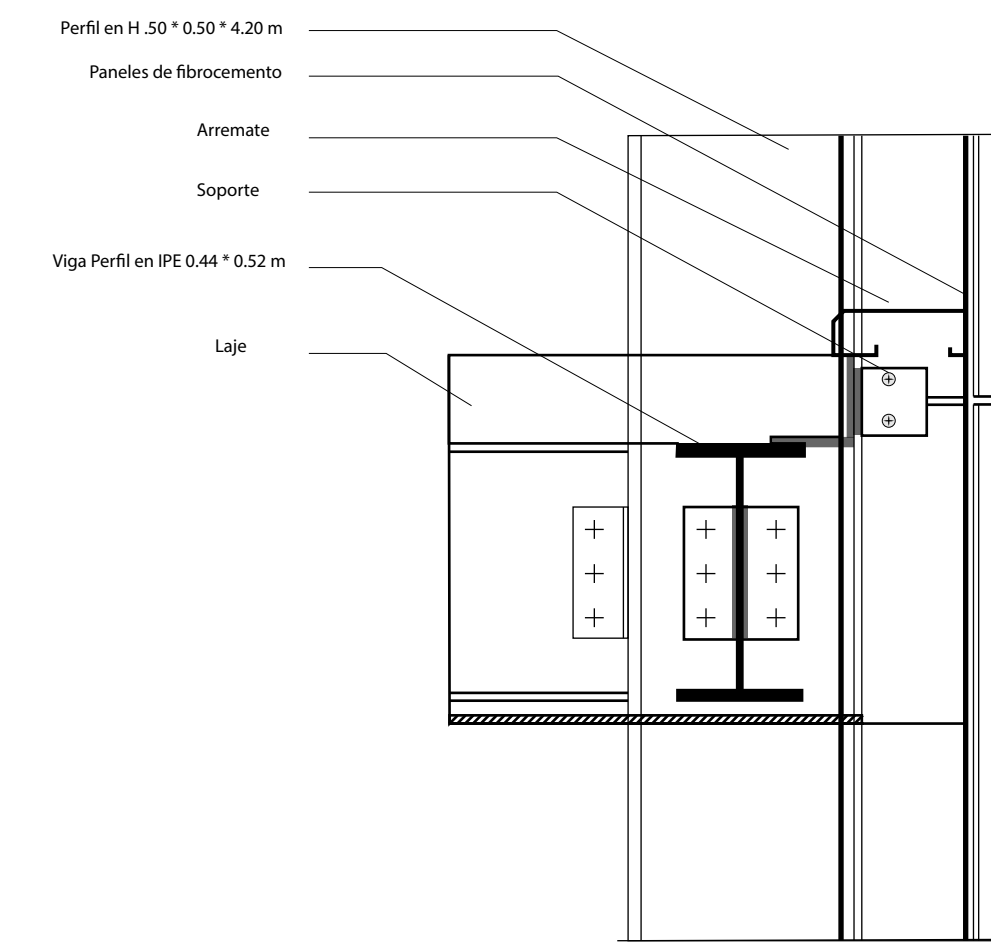 Perfil en H .50 * 0.50 * 4.20 m
Paneles de fibrocemento
Arremate
Soporte
Viga Perfil en IPE 0.44 * 0.52 m
Laje